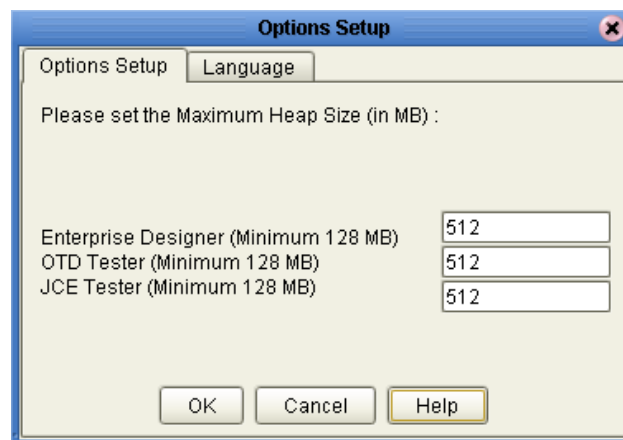 Options Setup
Options Setup Language
Please set the Maximum Heap Size (in MB) :
Enterprise Designer (Minimum 128 MB) 512
OTD Tester (Minimum 128 MB) 512
JCE Tester (Minimum 128 MB) 512
OK Cancel Help